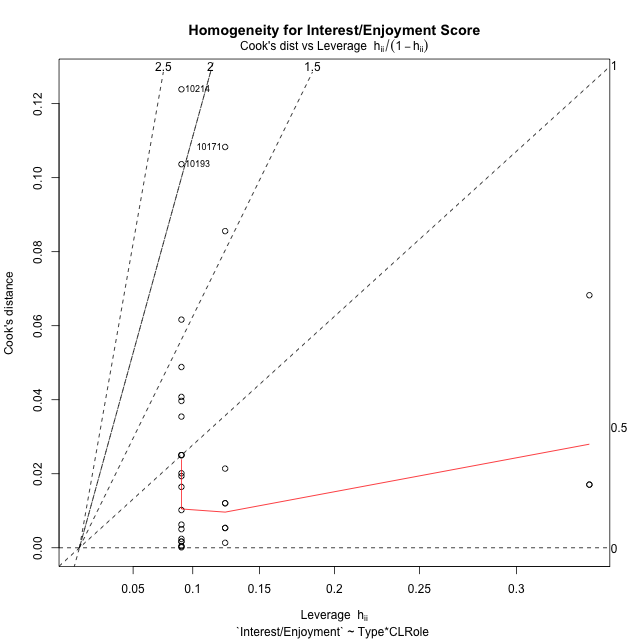 Homogeneity for Interest/Enjoyment Score
Cook's dist vs Leverage hii/(1−hii)
2.5 2 1.5 1
10214
10171
10193
0.5
0
0.12
0.10
0.08
0.06
0.04
0.02
0.00
Cook's distance
0.05 0.1 0.15 0.2 0.25 0.3
Leverage hii
`Interest/Enjoyment` ~ Type*CLRole